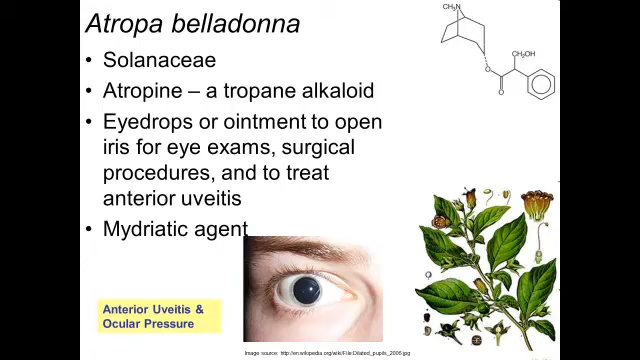 Atropa belladonna
CH₃N
CH₂OH
O
O
• Solanaceae
• Atropine – a tropane alkaloid
• Eyedrops or ointment to open
iris for eye exams, surgical
procedures, and to treat
anterior uveitis
• Mydriatic agent
Anterior Uveitis &
Ocular Pressure
Image source: http://en.wikipedia.org/wiki/File:Dilated_pupils_2006.jpg